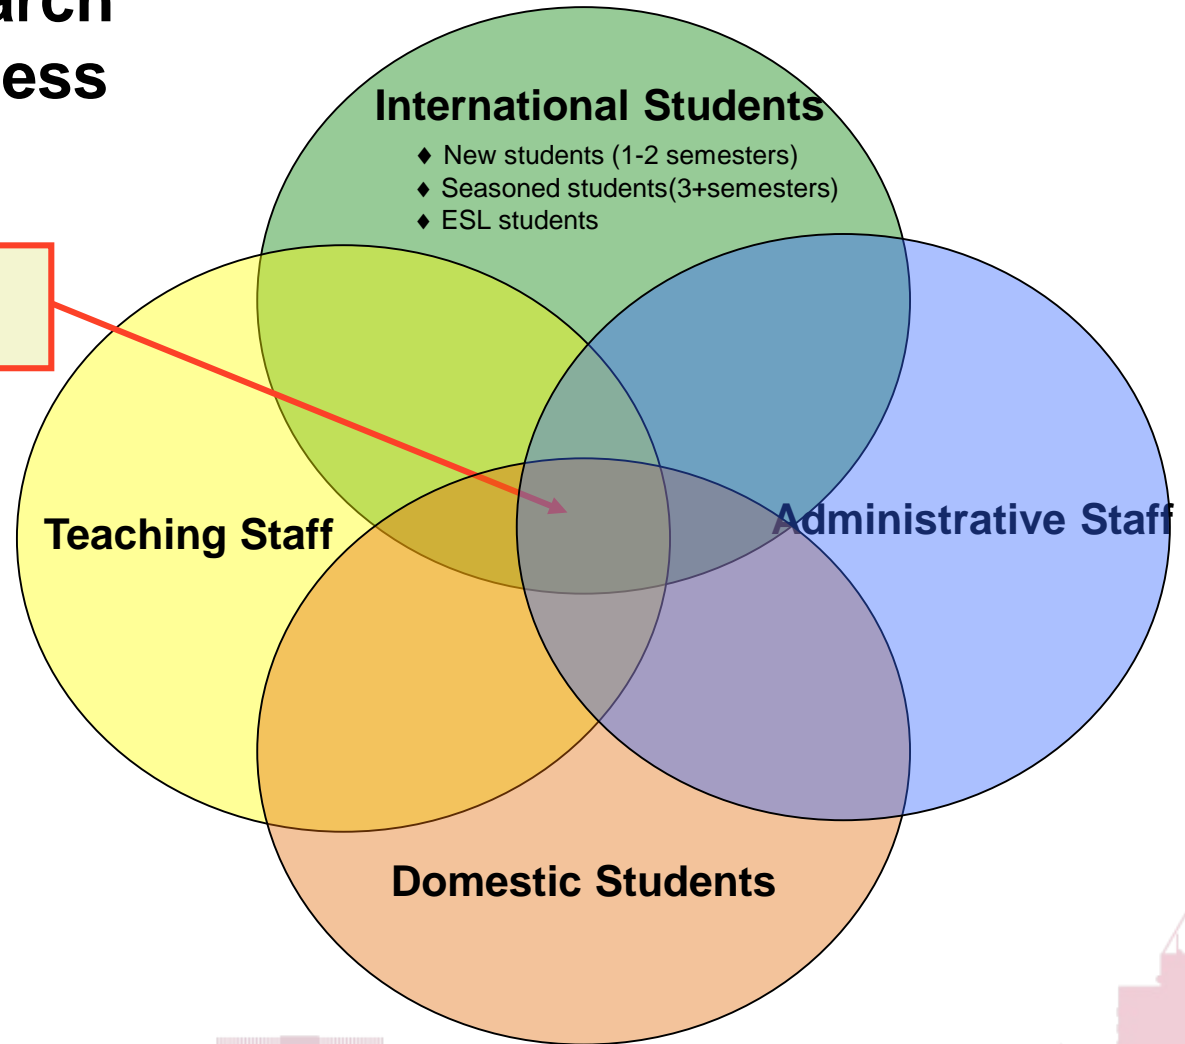 arch
ess
International Students
♦ New students (1-2 semesters)
♦ Seasoned students(3+semesters)
♦ ESL students
Teaching Staff
Administrative Staff
Domestic Students